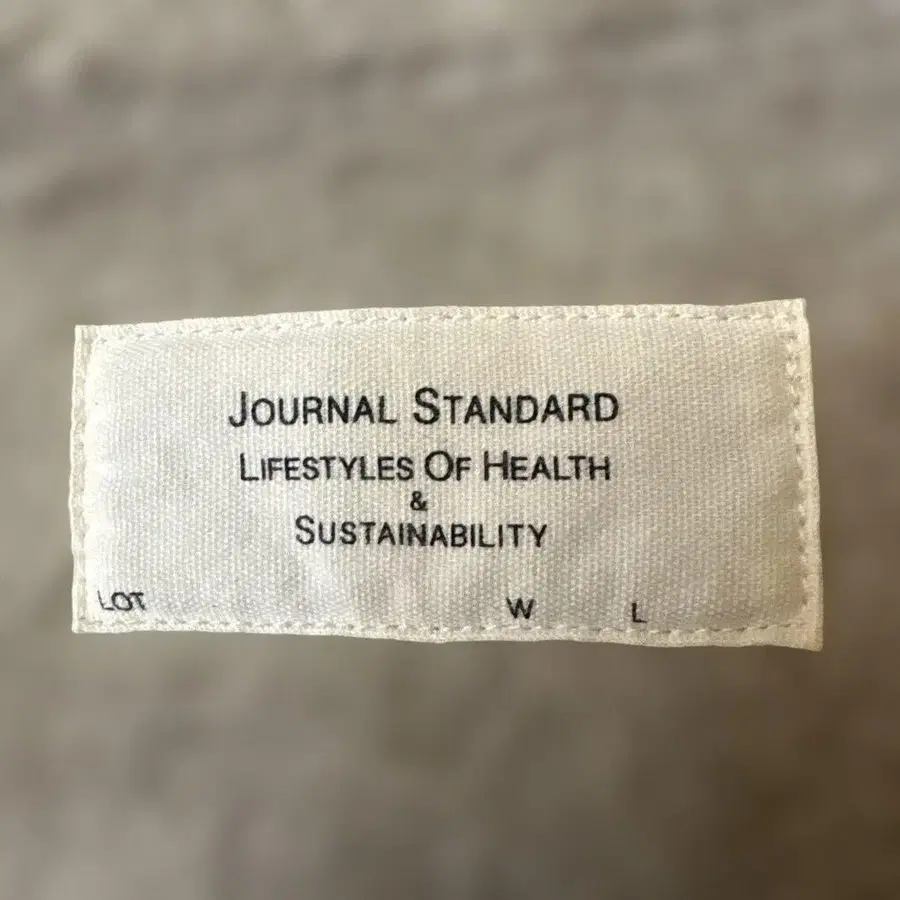 JOURNAL STANDARD
LIFESTYLES OF HEALTH
&
SUSTAINABILITY
LOT W L